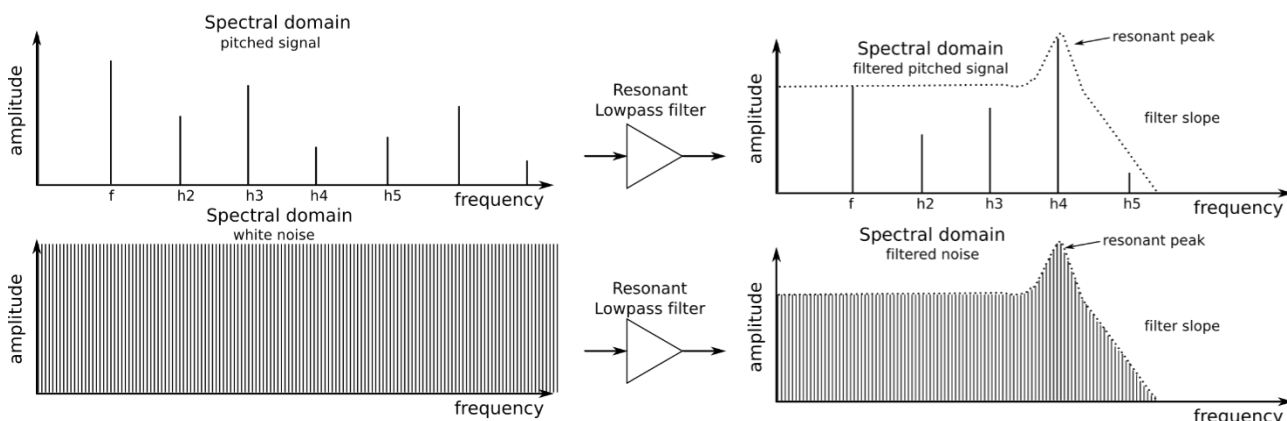 Spectral domain
pitched signal
amplitude
f h2 h3 h4 h5
frequency
Resonant
Lowpass filter
Spectral domain
filtered pitched signal
resonant peak
filter slope
amplitude
f h2 h3 h4 h5
frequency
Spectral domain
white noise
amplitude
frequency
Resonant
Lowpass filter
Spectral domain
filtered noise
resonant peak
filter slope
amplitude
frequency